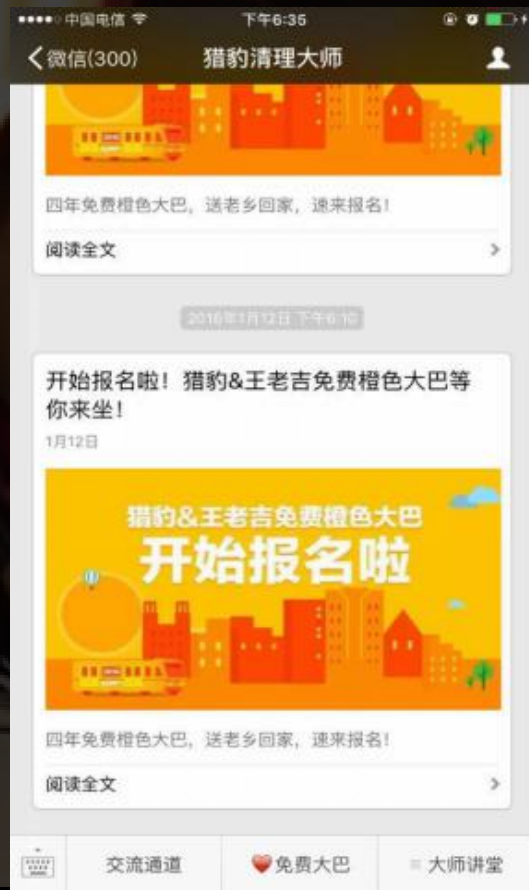 中国电信 下午6:35
微信(300) 猎豹清理大师
四年免费橙色大巴，送老乡回家，速来报名！
阅读全文
2016年1月12日 下午6:10
开始报名啦！猎豹&王老吉免费橙色大巴等
你来坐！
1月12日
猎豹&王老吉免费橙色大巴
开始报名啦
四年免费橙色大巴，送老乡回家，速来报名！
阅读全文
交流通道 ❤️免费大巴 ≡ 大师讲堂